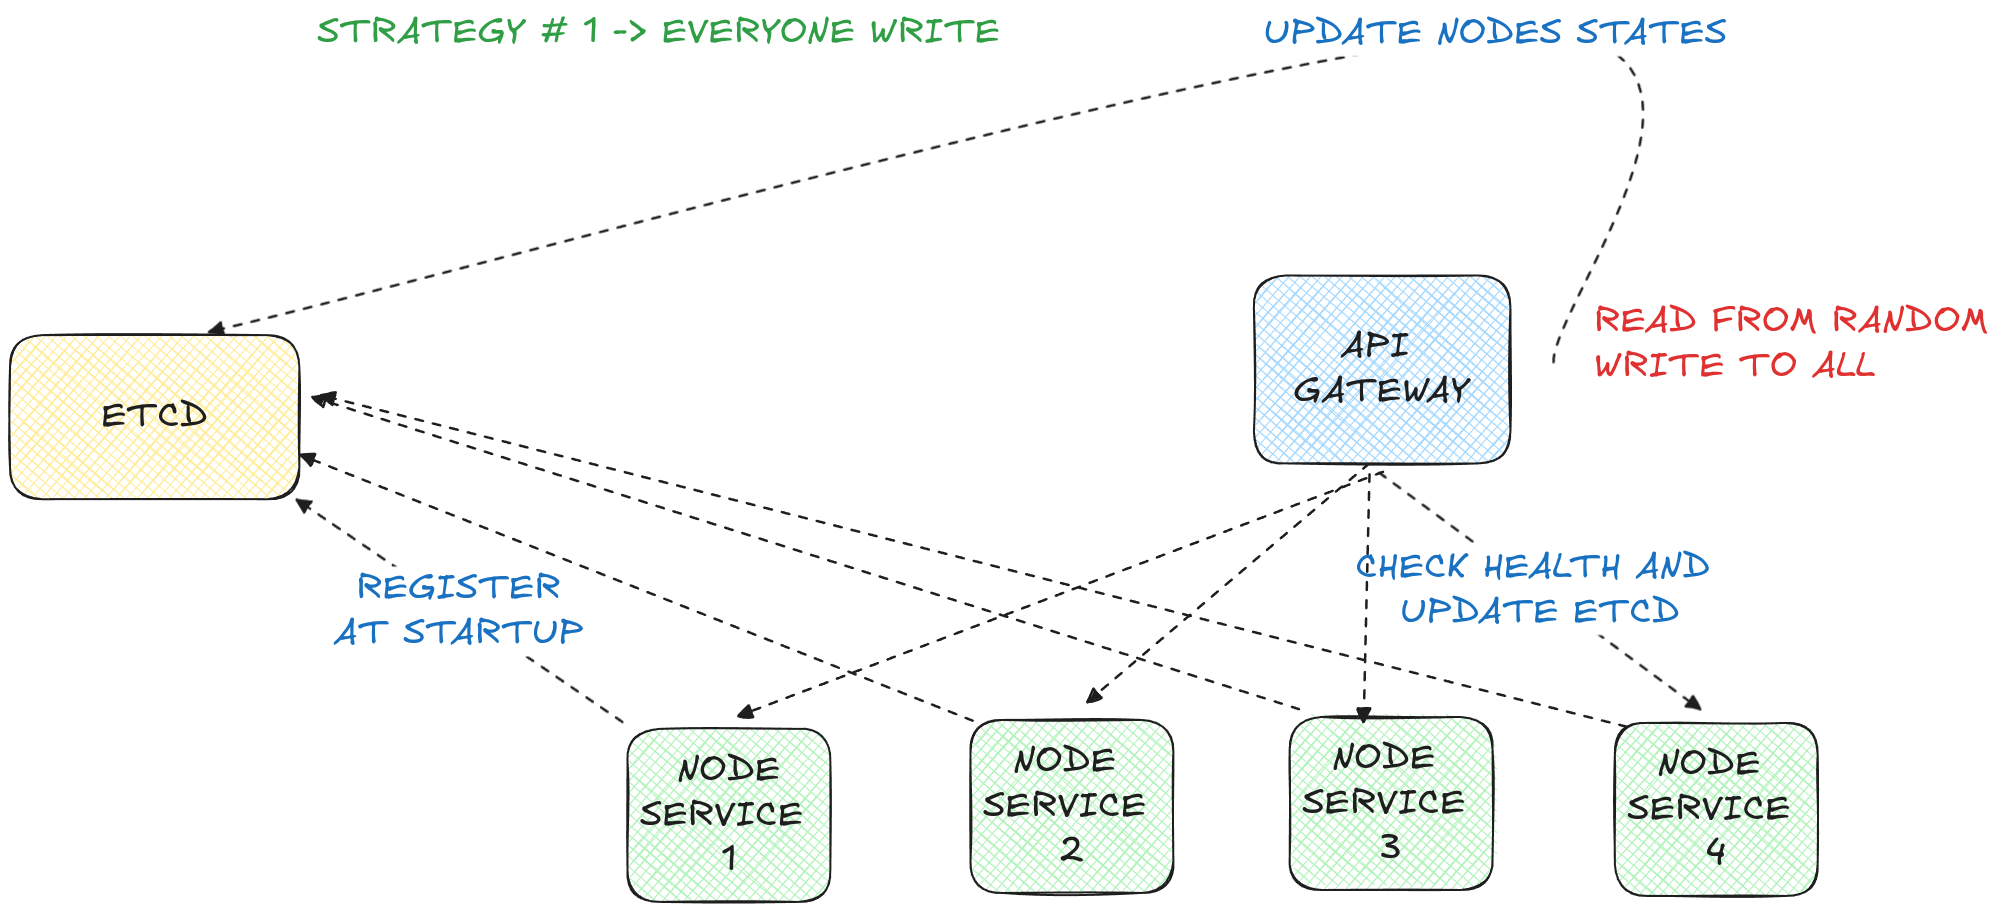 STRATEGY # 1 -> EVERYONE WRITE
UPDATE NODES STATES
API
GATEWAY
READ FROM RANDOM
WRITE TO ALL
ETCD
REGISTER
AT STARTUP
CHECK HEALTH AND
UPDATE ETCD
NODE
SERVICE
1
NODE
SERVICE
2
NODE
SERVICE
3
NODE
SERVICE
4